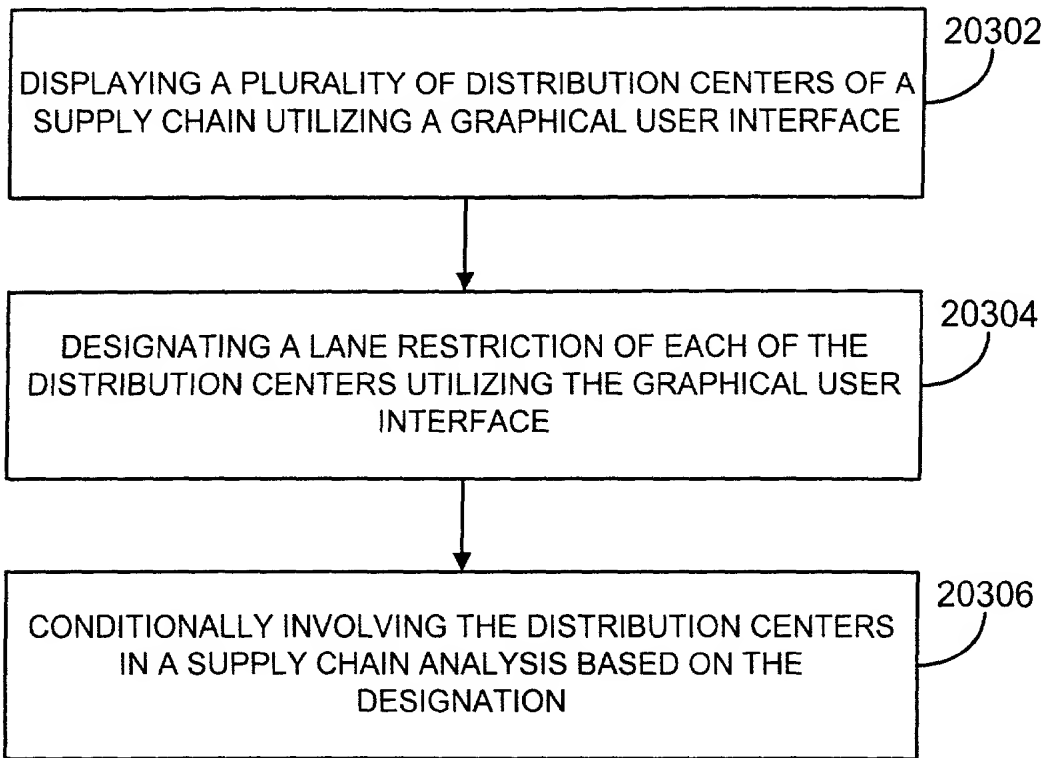 20302
DISPLAYING A PLURALITY OF DISTRIBUTION CENTERS OF A
SUPPLY CHAIN UTILIZING A GRAPHICAL USER INTERFACE
20304
DESIGNATING A LANE RESTRICTION OF EACH OF THE
DISTRIBUTION CENTERS UTILIZING THE GRAPHICAL USER
INTERFACE
20306
CONDITIONALLY INVOLVING THE DISTRIBUTION CENTERS
IN A SUPPLY CHAIN ANALYSIS BASED ON THE
DESIGNATION